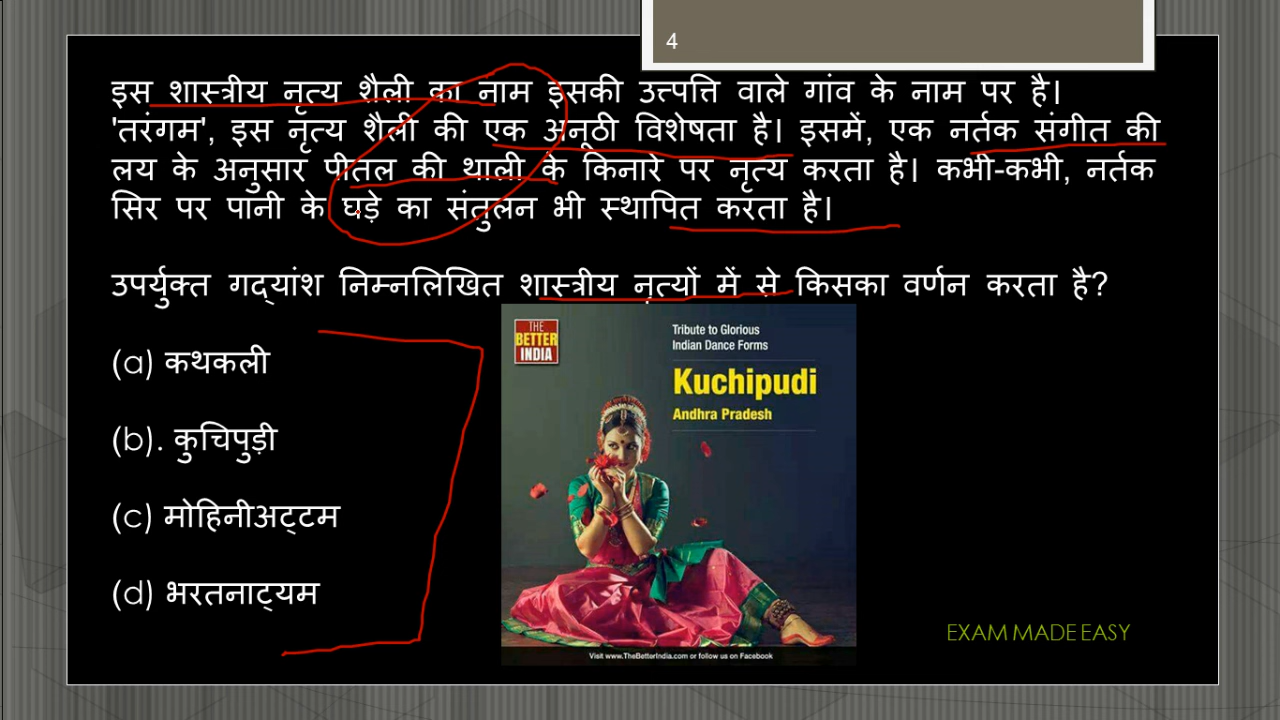 4
इस शास्त्रीय नृत्य शैली का नाम इसकी उत्त्पत्ति वाले गांव के नाम पर है।
'तरंगम', इस नृत्य शैली की एक अनूठी विशेषता है। इसमें, एक नर्तक संगीत की
लय के अनुसार पीतल की थाली के किनारे पर नृत्य करता है। कभी-कभी, नर्तक
सिर पर पानी के घड़े का संतुलन भी स्थापित करता है।
उपर्युक्त गद्यांश निम्नलिखित शास्त्रीय नृत्यों में से किसका वर्णन करता है?
(a) कथकली
(b). कुचिपुड़ी
(c) मोहिनीअट्टम
(d) भरतनाट्यम
THE
BETTER
INDIA
Tribute to Glorious
Indian Dance Forms
Kuchipudi
Andhra Pradesh
Visit www.TheBetterIndia.com or follow us on Facebook
EXAM MADE EASY